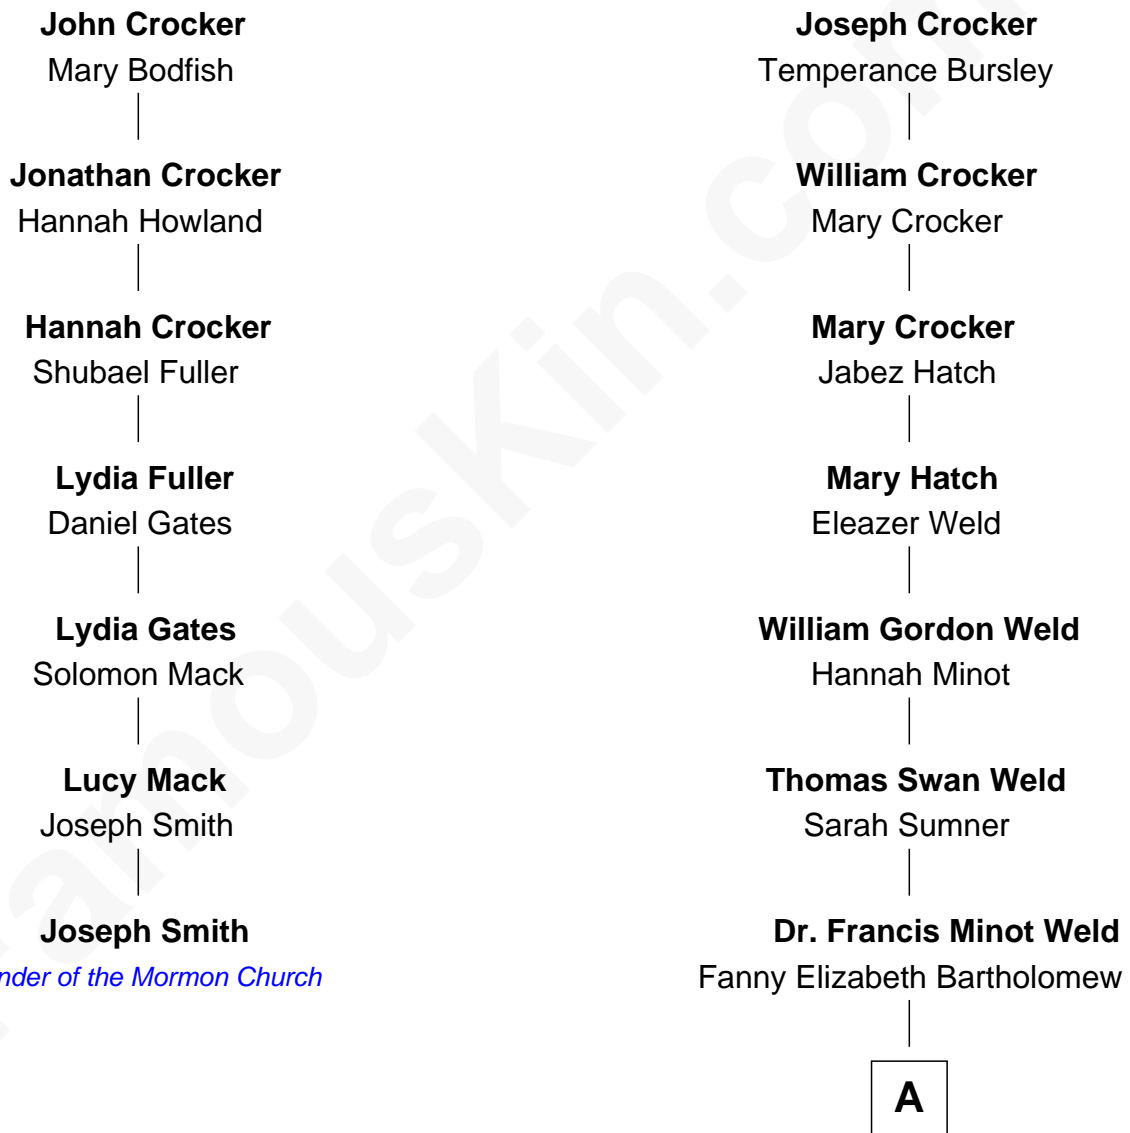 John Crocker
Mary Bodfish
Jonathan Crocker
Hannah Howland
Hannah Crocker
Shubael Fuller
Lydia Fuller
Daniel Gates
Lydia Gates
Solomon Mack
Lucy Mack
Joseph Smith
Joseph Smith
nder of the Mormon Church
Joseph Crocker
Temperance Bursley
William Crocker
Mary Crocker
Mary Crocker
Jabez Hatch
Mary Hatch
Eleazer Weld
William Gordon Weld
Hannah Minot
Thomas Swan Weld
Sarah Sumner
Dr. Francis Minot Weld
Fanny Elizabeth Bartholomew
A
FamousKin.com